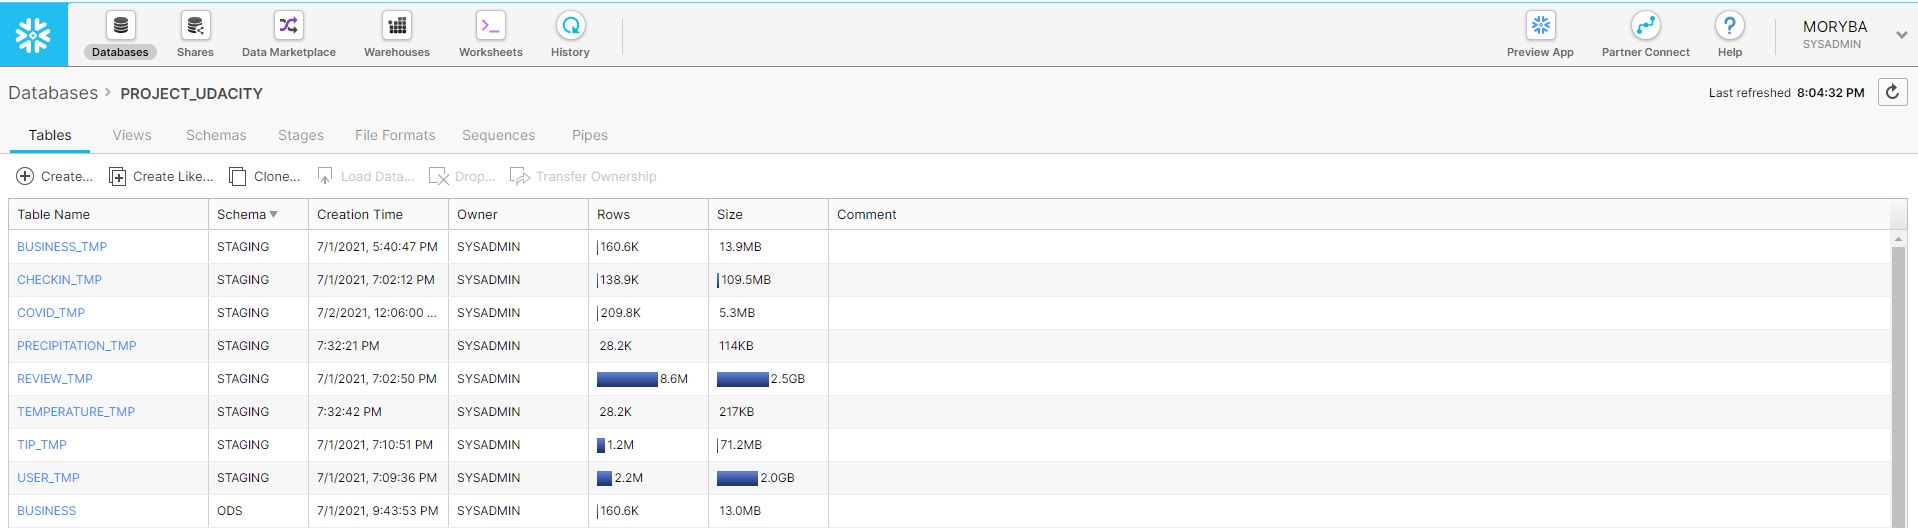 Databases Shares Data Marketplace Warehouses Worksheets History Preview App Partner Connect Help MORYBA
SYSADMIN
Databases > PROJECT_UDACITY Last refreshed 8:04:32 PM
Tables Views Schemas Stages File Formats Sequences Pipes
Create... Create Like... Clone... Load Data... Drop... Transfer Ownership
Table Name Schema Creation Time Owner Rows Size Comment
BUSINESS_TMP STAGING 7/1/2021, 5:40:47 PM SYSADMIN 160.6K 13.9MB
CHECKIN_TMP STAGING 7/1/2021, 7:02:12 PM SYSADMIN 138.9K 109.5MB
COVID_TMP STAGING 7/2/2021, 12:06:00 ... SYSADMIN 209.8K 5.3MB
PRECIPITATION_TMP STAGING 7:32:21 PM SYSADMIN 28.2K 114KB
REVIEW_TMP STAGING 7/1/2021, 7:02:50 PM SYSADMIN 8.6M 2.5GB
TEMPERATURE_TMP STAGING 7:32:42 PM SYSADMIN 28.2K 217KB
TIP_TMP STAGING 7/1/2021, 7:10:51 PM SYSADMIN 1.2M 71.2MB
USER_TMP STAGING 7/1/2021, 7:09:36 PM SYSADMIN 2.2M 2.0GB
BUSINESS ODS 7/1/2021, 9:43:53 PM SYSADMIN 160.6K 13.0MB